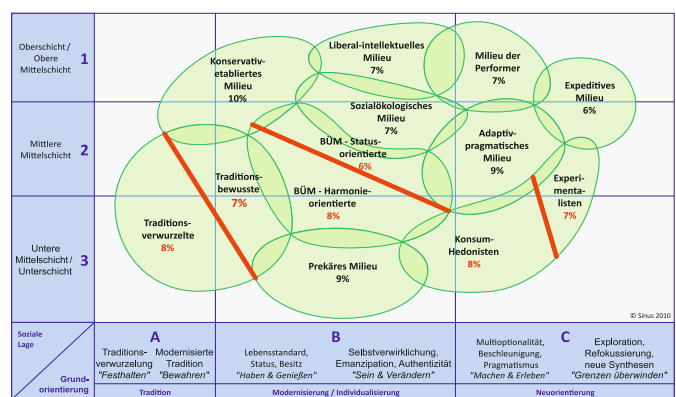 Oberschicht /
Obere
Mittelschicht
1
Mittlere
Mittelschicht
2
Untere
Mittelschicht /
Unterschicht
3
Konservativ-
etabliertes
Milieu
10%
Liberal-intellektuelles
Milieu
7%
Milieu der
Performer
7%
Expeditives
Milieu
6%
Sozialökologisches
Milieu
7%
BÜM - Status-
orientierte
6%
Adaptiv-
pragmatisches
Milieu
9%
Traditions-
bewusste
7%
BÜM - Harmonie-
orientierte
8%
Experi-
menta-
listen
7%
Traditions-
verwurzelte
8%
Konsum-
Hedonisten
8%
Prekäres Milieu
9%
© Sinus 2010
Soziale
Lage
Grund-
orientierung
A
Traditions-
verwurzelung
"Festhalten"
Modernisierte
Tradition
"Bewahren"
B
Lebensstandard,
Status, Besitz
"Haben & Genießen"
Selbstverwirklichung,
Emanzipation, Authentizität
"Sein & Verändern"
C
Multioptionalität,
Beschleunigung,
Pragmatismus
"Machen & Erleben"
Exploration,
Refokussierung,
neue Synthesen
"Grenzen überwinden"
Tradition
Modernisierung / Individualisierung
Neuorientierung